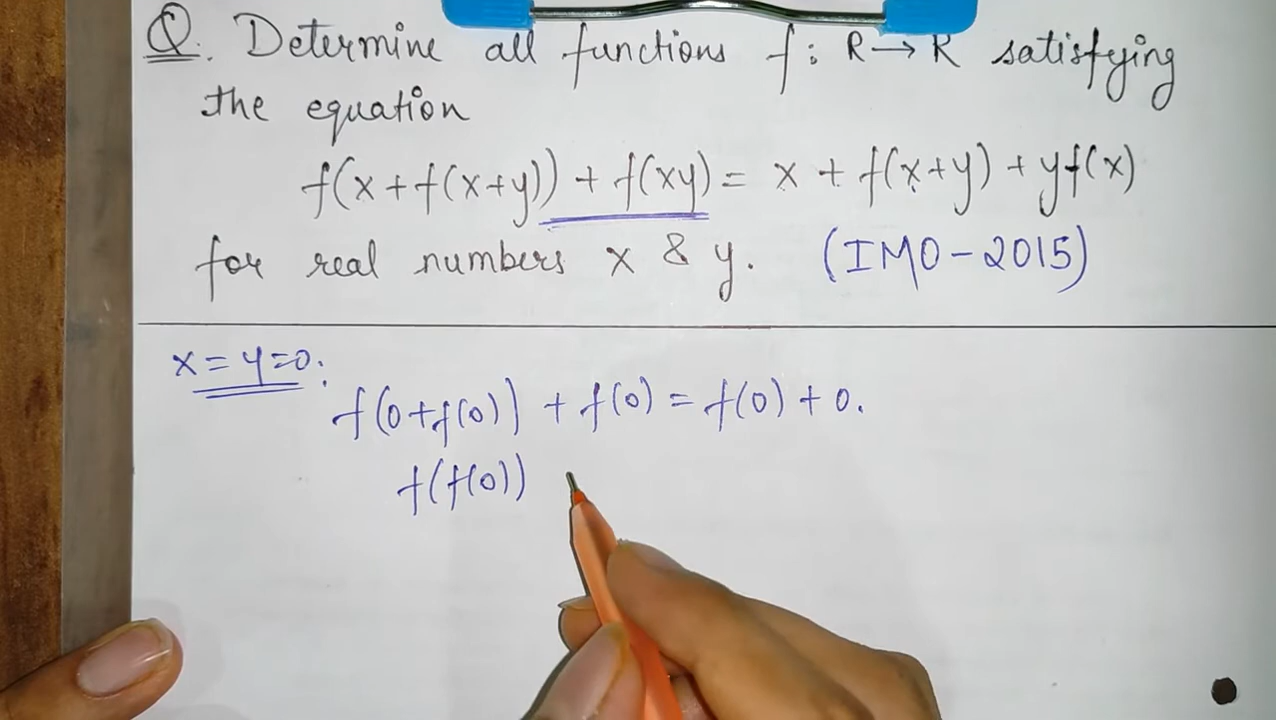 Q. Determine all functions f: R→R satisfying
the equation
f(x+f(x+y)) + f(xy) = x + f(x+y) + yf(x)
for real numbers x & y. (IMO-2015)
x=y=0:
f(0+f(0)) + f(0) = f(0) + 0.
f(f(0))